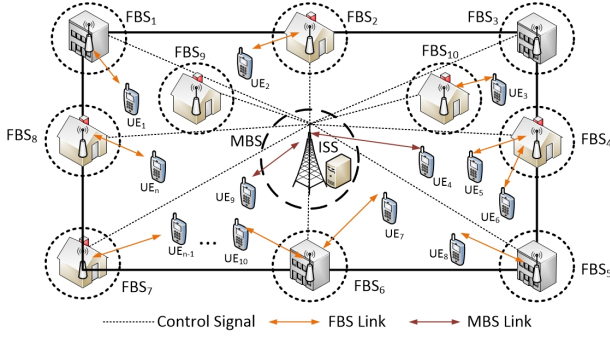 FBS1
FBS2
FBS3
FBS9
FBS10
UE2
UE3
UE1
FBS8
MBS
ISS
FBS4
UEn
UE9
UE4
UE5
UE6
UE7
UEn-1
...
UE10
UE8
FBS7
FBS6
FBS5
Control Signal
FBS Link
MBS Link